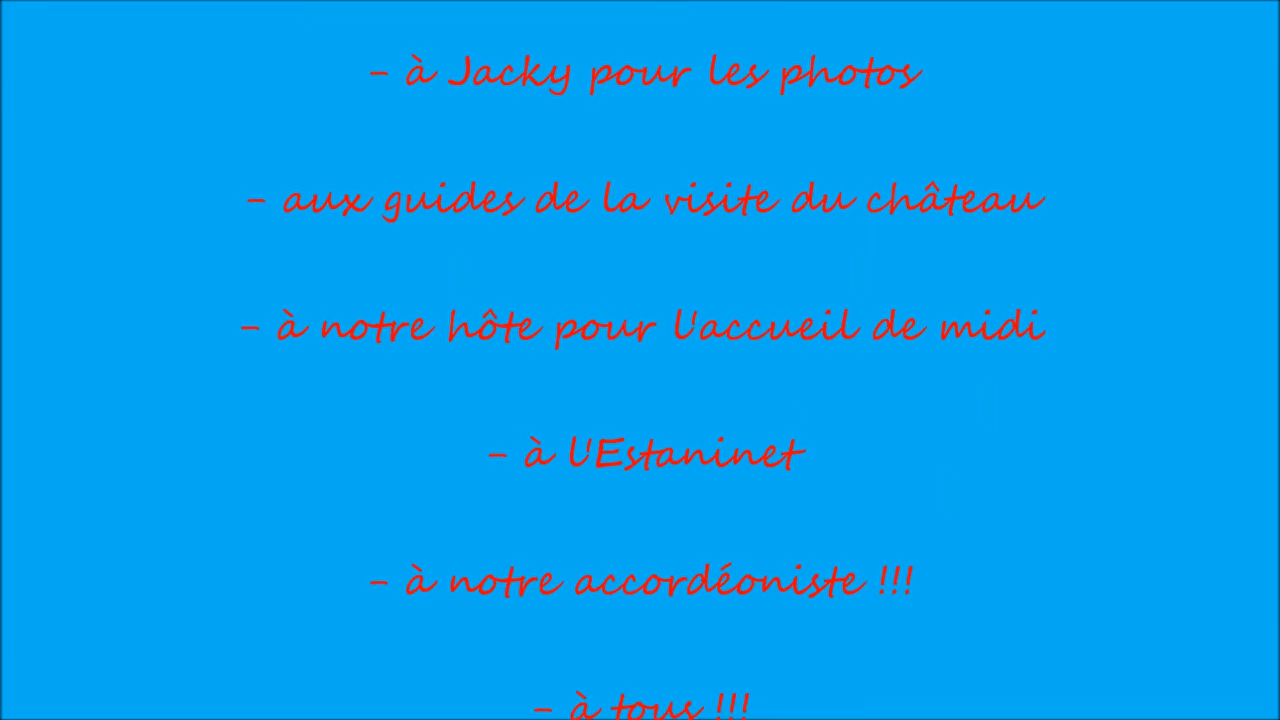 - à Jacky pour les photos
- aux guides de la visite du château
- à notre hôte pour l'accueil de midi
- à l'Estaninet
- à notre accordéoniste !!!
- à tous !!!